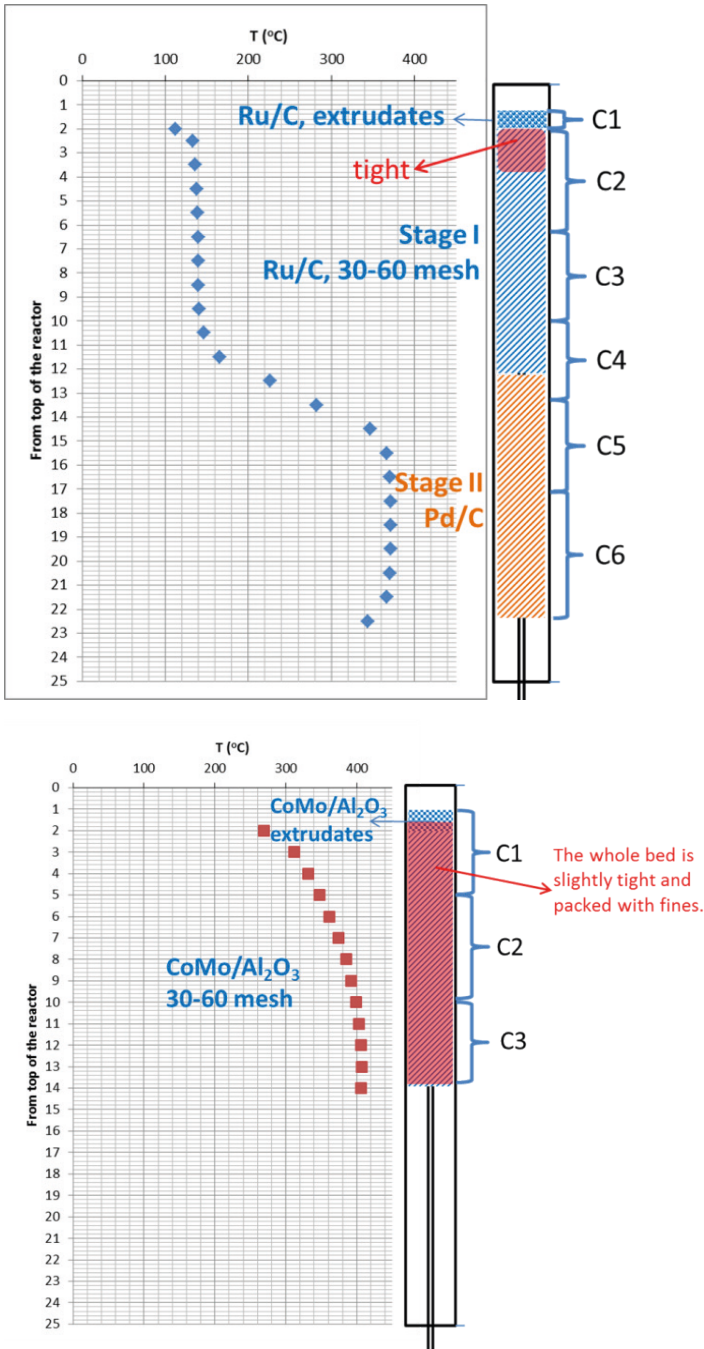 T (°C)
0 100 200 300 400
From top of the reactor
0
1
2
3
4
5
6
7
8
9
10
11
12
13
14
15
16
17
18
19
20
21
22
23
24
25
Ru/C, extrudates
tight
Stage I
Ru/C, 30-60 mesh
Stage II
Pd/C
C1
C2
C3
C4
C5
C6
T (°C)
0 100 200 300 400
From top of the reactor
0
1
2
3
4
5
6
7
8
9
10
11
12
13
14
15
16
17
18
19
20
21
22
23
24
25
CoMo/Al₂O₃
extrudates
CoMo/Al₂O₃
30-60 mesh
C1
C2
C3
The whole bed is
slightly tight and
packed with fines.